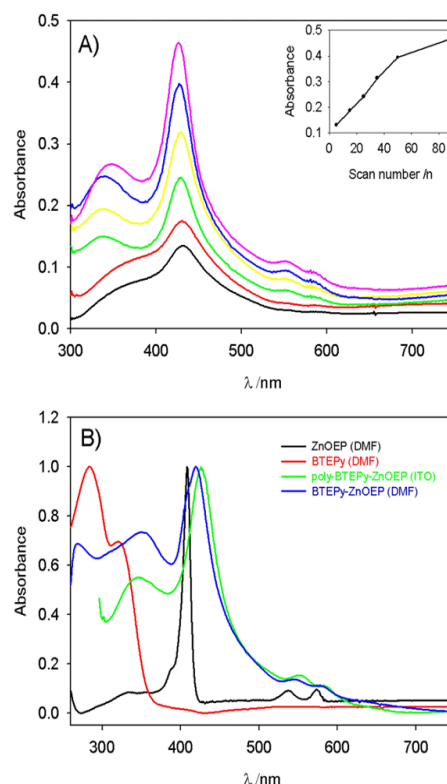 A)
0.5
0.4
0.3
0.2
0.1
0.0
Absorbance
300 400 500 600 700
λ /nm
0.5
0.4
0.3
0.2
0.1
Absorbance
0 20 40 60 80
Scan number /n
B)
1.2
1.0
0.8
0.6
0.4
0.2
0.0
Absorbance
ZnOEP (DMF)
BTEPy (DMF)
poly-BTEPy-ZnOEP (ITO)
BTEPy-ZnOEP (DMF)
300 400 500 600 700
λ /nm